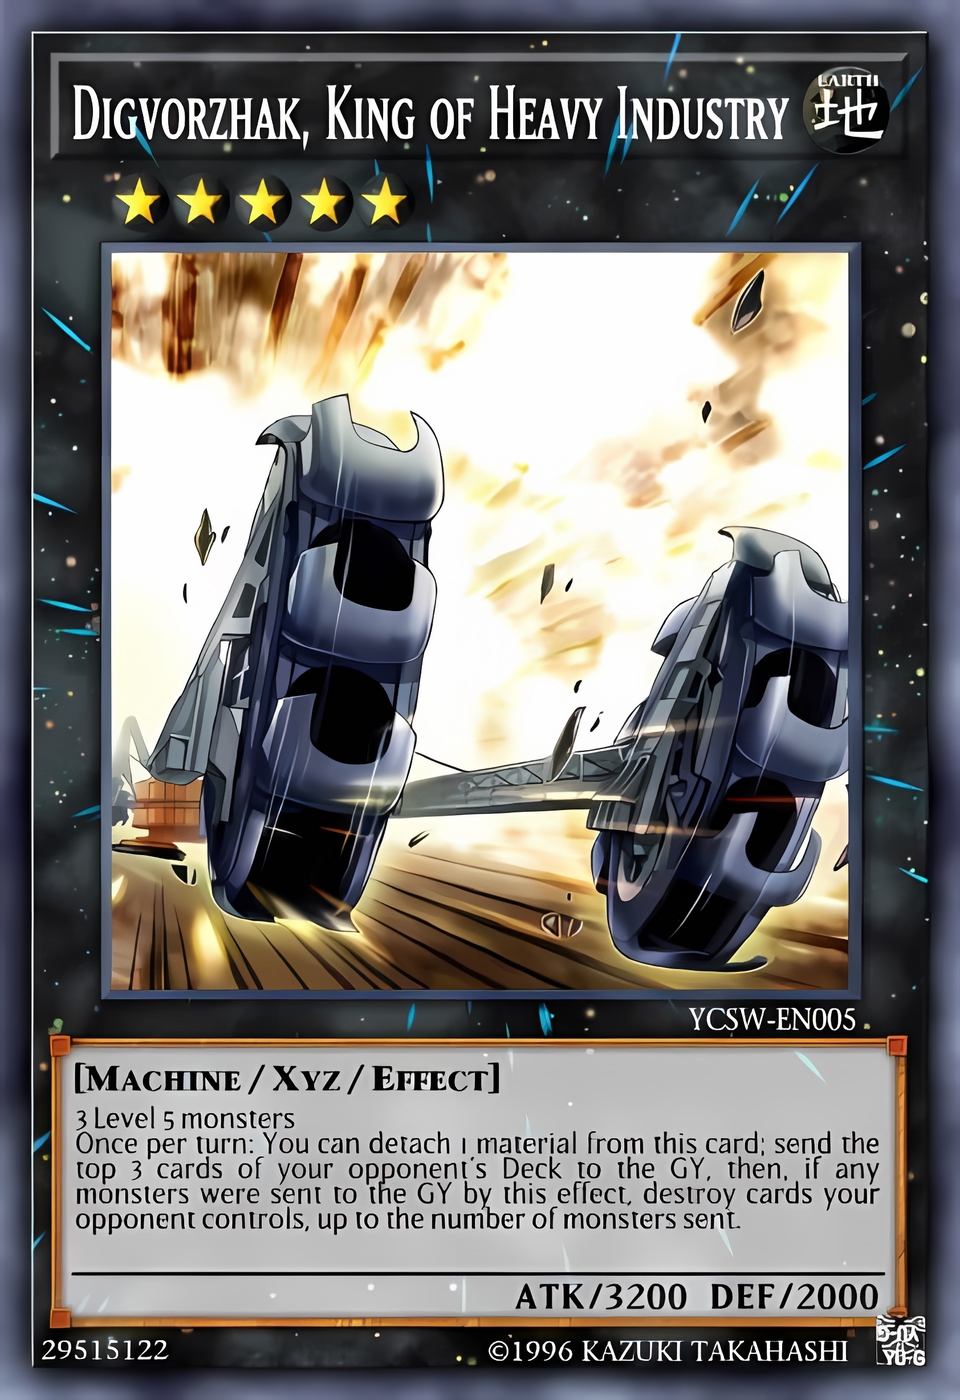 DIGVORZHAK, KING OF HEAVY INDUSTRY
EARTH
地
YCSW-EN005
[MACHINE / XYZ / EFFECT]
3 Level 5 monsters
Once per turn: You can detach 1 material from this card; send the
top 3 cards of your opponent's Deck to the GY, then, if any
monsters were sent to the GY by this effect, destroy cards your
opponent controls, up to the number of monsters sent.
ATK/3200 DEF/2000
29515122
©1996 KAZUKI TAKAHASHI